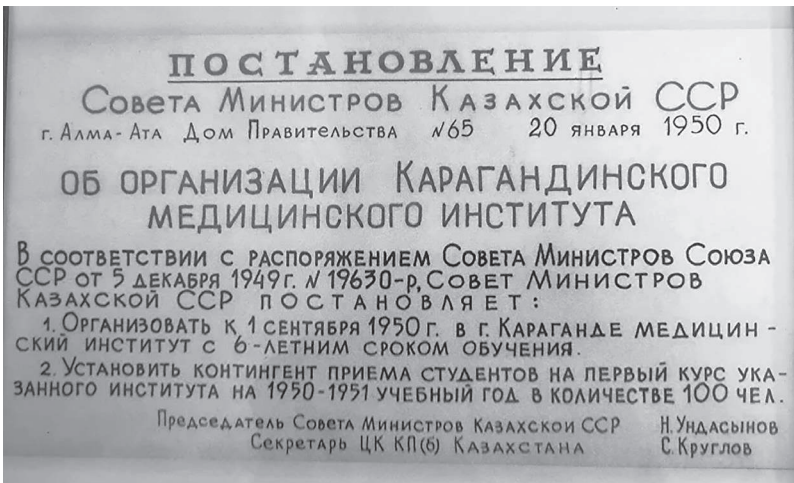 ПОСТАНОВЛЕНИЕ
СОВЕТА МИНИСТРОВ КАЗАХСКОЙ ССР
г. АЛМА-АТА ДОМ ПРАВИТЕЛЬСТВА №65 20 ЯНВАРЯ 1950 г.
ОБ ОРГАНИЗАЦИИ КАРАГАНДИНСКОГО
МЕДИЦИНСКОГО ИНСТИТУТА
В СООТВЕТСТВИИ С РАСПОРЯЖЕНИЕМ СОВЕТА МИНИСТРОВ СОЮЗА
ССР ОТ 5 ДЕКАБРЯ 1949г. №19630-р, СОВЕТ МИНИСТРОВ
КАЗАХСКОЙ ССР ПОСТАНОВЛЯЕТ:
1. ОРГАНИЗОВАТЬ К 1 СЕНТЯБРЯ 1950 г. В Г. КАРАГАНДЕ МЕДИЦИН-
СКИЙ ИНСТИТУТ С 6-ЛЕТНИМ СРОКОМ ОБУЧЕНИЯ.
2. УСТАНОВИТЬ КОНТИНГЕНТ ПРИЕМА СТУДЕНТОВ НА ПЕРВЫЙ КУРС УКА-
ЗАННОГО ИНСТИТУТА НА 1950-1951 УЧЕБНЫЙ ГОД В КОЛИЧЕСТВЕ 100 ЧЕЛ.
Председатель Совета Министров Казахской ССР Н. Ундасынов
Секретарь ЦК КП(б) Казахстана С. Круглов